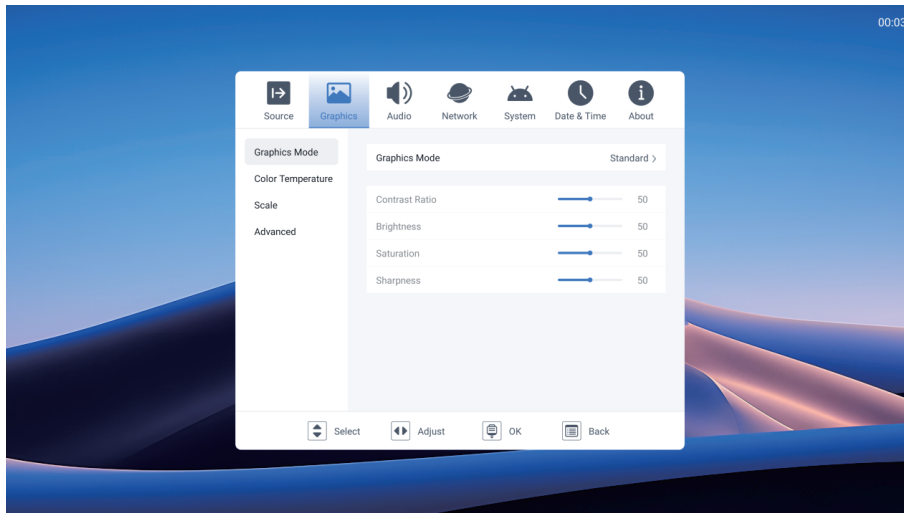 00:03
Source Graphics Audio Network System Date & Time About
Graphics Mode
Color Temperature
Scale
Advanced
Graphics Mode Standard >
Contrast Ratio 50
Brightness 50
Saturation 50
Sharpness 50
Select Adjust OK Back